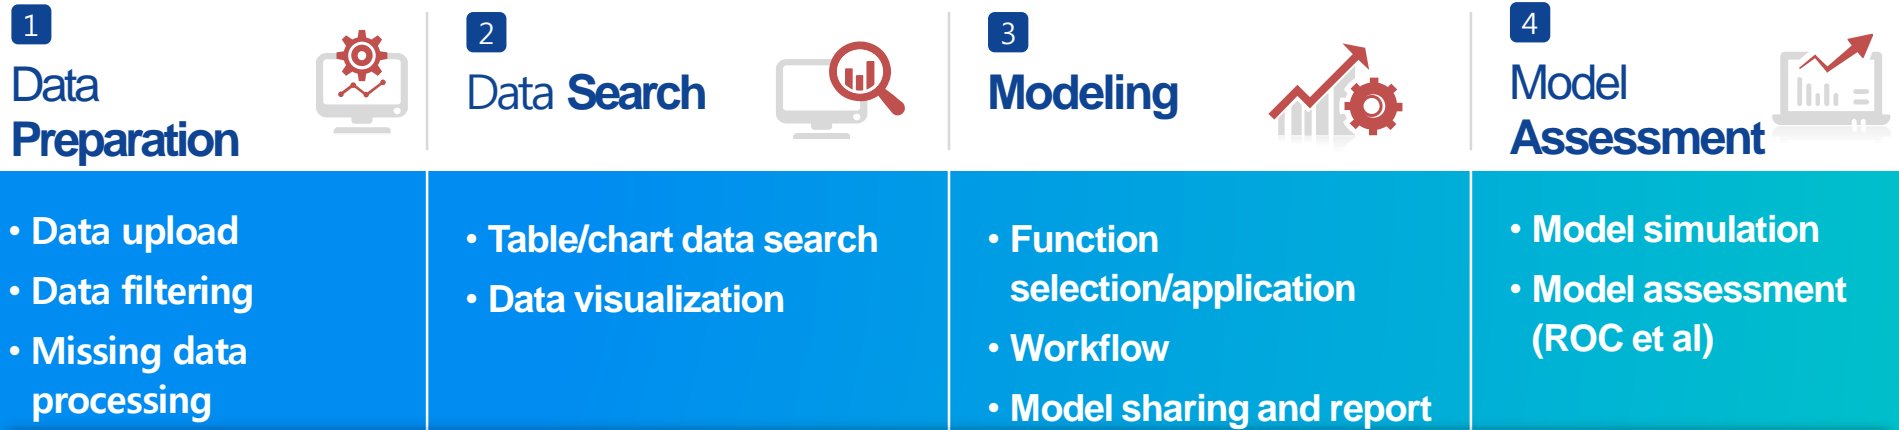 1
Data
Preparation
• Data upload
• Data filtering
• Missing data
processing
2
Data Search
• Table/chart data search
• Data visualization
3
Modeling
• Function
selection/application
• Workflow
• Model sharing and report
4
Model
Assessment
• Model simulation
• Model assessment
(ROC et al)